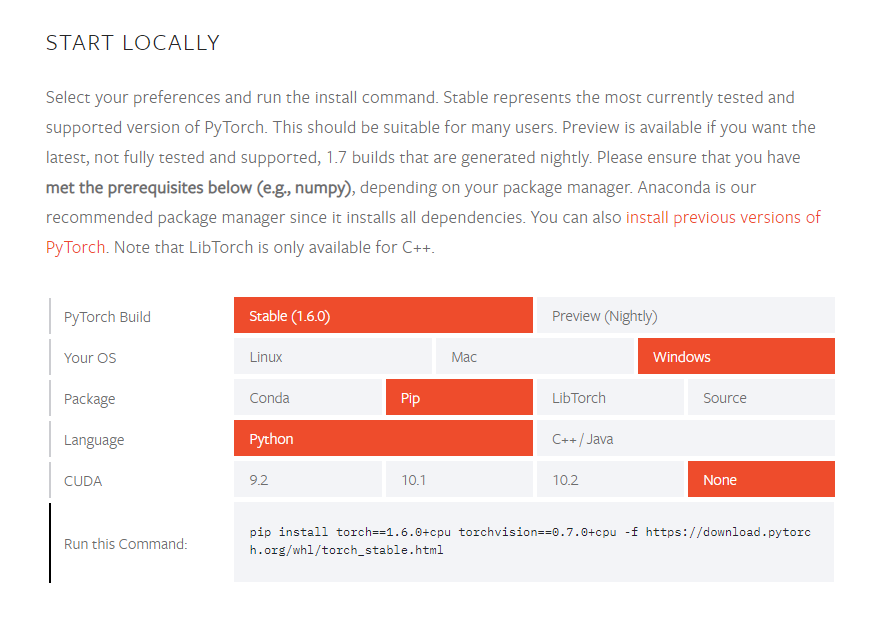 START LOCALLY
Select your preferences and run the install command. Stable represents the most currently tested and
supported version of PyTorch. This should be suitable for many users. Preview is available if you want the
latest, not fully tested and supported, 1.7 builds that are generated nightly. Please ensure that you have
met the prerequisites below (e.g., numpy), depending on your package manager. Anaconda is our
recommended package manager since it installs all dependencies. You can also install previous versions of
PyTorch. Note that LibTorch is only available for C++.
PyTorch Build Stable (1.6.0) Preview (Nightly)
Your OS Linux Mac Windows
Package Conda Pip LibTorch Source
Language Python C++ / Java
CUDA 9.2 10.1 10.2 None
Run this Command: pip install torch==1.6.0+cpu torchvision==0.7.0+cpu -f https://download.pytorc
h.org/whl/torch_stable.html